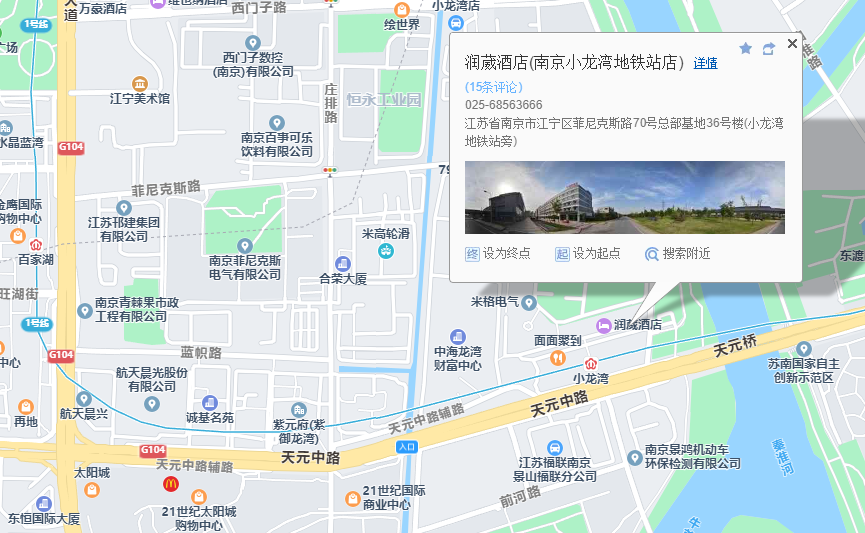 大道
万豪酒店
维也纳酒店
西门子路
绘世界
小龙湾店
1号线
广场
西门子数控
(南京)有限公司
江宁美术馆
庄排路
恒永工业园
水晶蓝湾
G104
南京百事可乐
饮料有限公司
润葳酒店(南京小龙湾地铁站店)
详情
(15条评论)
025-68563666
江苏省南京市江宁区菲尼克斯路70号总部基地36号楼(小龙湾
地铁站旁)
终 设为终点
起 设为起点
搜索附近
菲尼克斯路
79
金鹰国际
购物中心
百家湖
江苏邗建集团
有限公司
米高轮滑
南京菲尼克斯
电气有限公司
合荣大厦
东渡
旺湖街
1号线
南京青棘果市政
工程有限公司
米格电气
润葳酒店
面面聚到
蓝帜路
G104
中海龙湾
财富中心
小龙湾
天元桥
苏南国家自主
创新示范区
中心
航天晨光股份
有限公司
航天晨兴
再地
诚基名苑
紫元府(紫
御龙湾)
天元中路辅路
天元中路
入口
G104
天元中路
天元中路辅路
太阳城
江苏福联南京
景山福联分公司
南京景鸿机动车
环保检测有限公司
秦淮河
21世纪太阳城
购物中心
21世纪国际
商业中心
前河路
东恒国际大厦